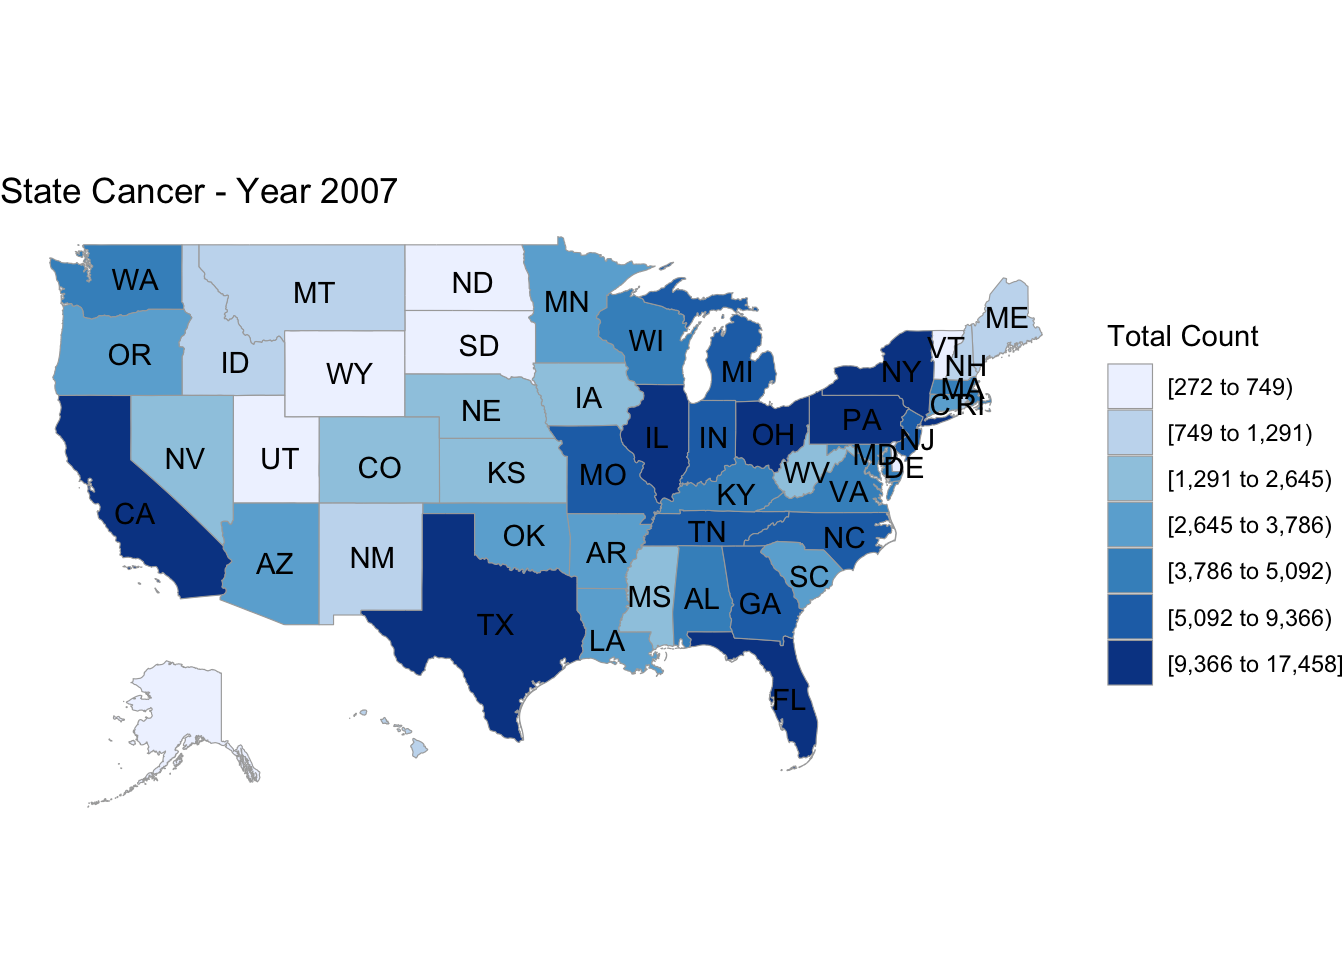 State Cancer - Year 2007
WA
MT
ND
MN
ME
OR
ID
WY
SD
WI
MI
NY
VT
NH
MA
CT
RI
NE
IA
PA
NJ
NV
UT
CO
KS
MO
IL
IN
OH
WV
MD
DE
VA
KY
CA
AZ
NM
OK
AR
TN
NC
SC
TX
LA
MS
AL
GA
FL
Total Count
[272 to 749)
[749 to 1,291)
[1,291 to 2,645)
[2,645 to 3,786)
[3,786 to 5,092)
[5,092 to 9,366)
[9,366 to 17,458]